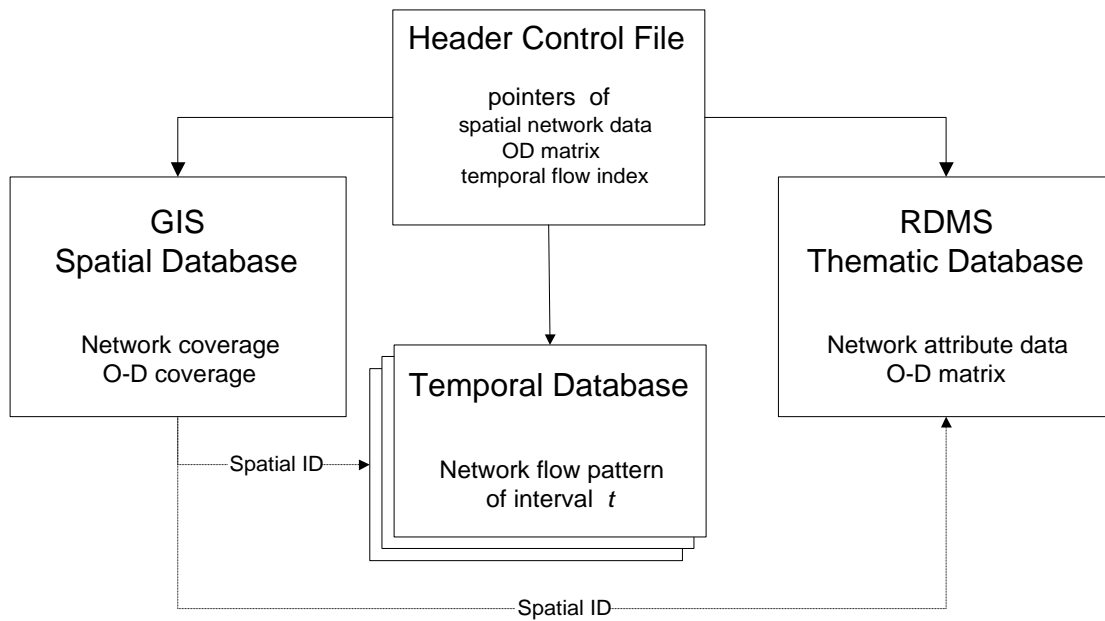 Header Control File
pointers of
spatial network data
OD matrix
temporal flow index
GIS
Spatial Database
Network coverage
O-D coverage
RDMS
Thematic Database
Network attribute data
O-D matrix
Temporal Database
Network flow pattern
of interval t
Spatial ID
Spatial ID